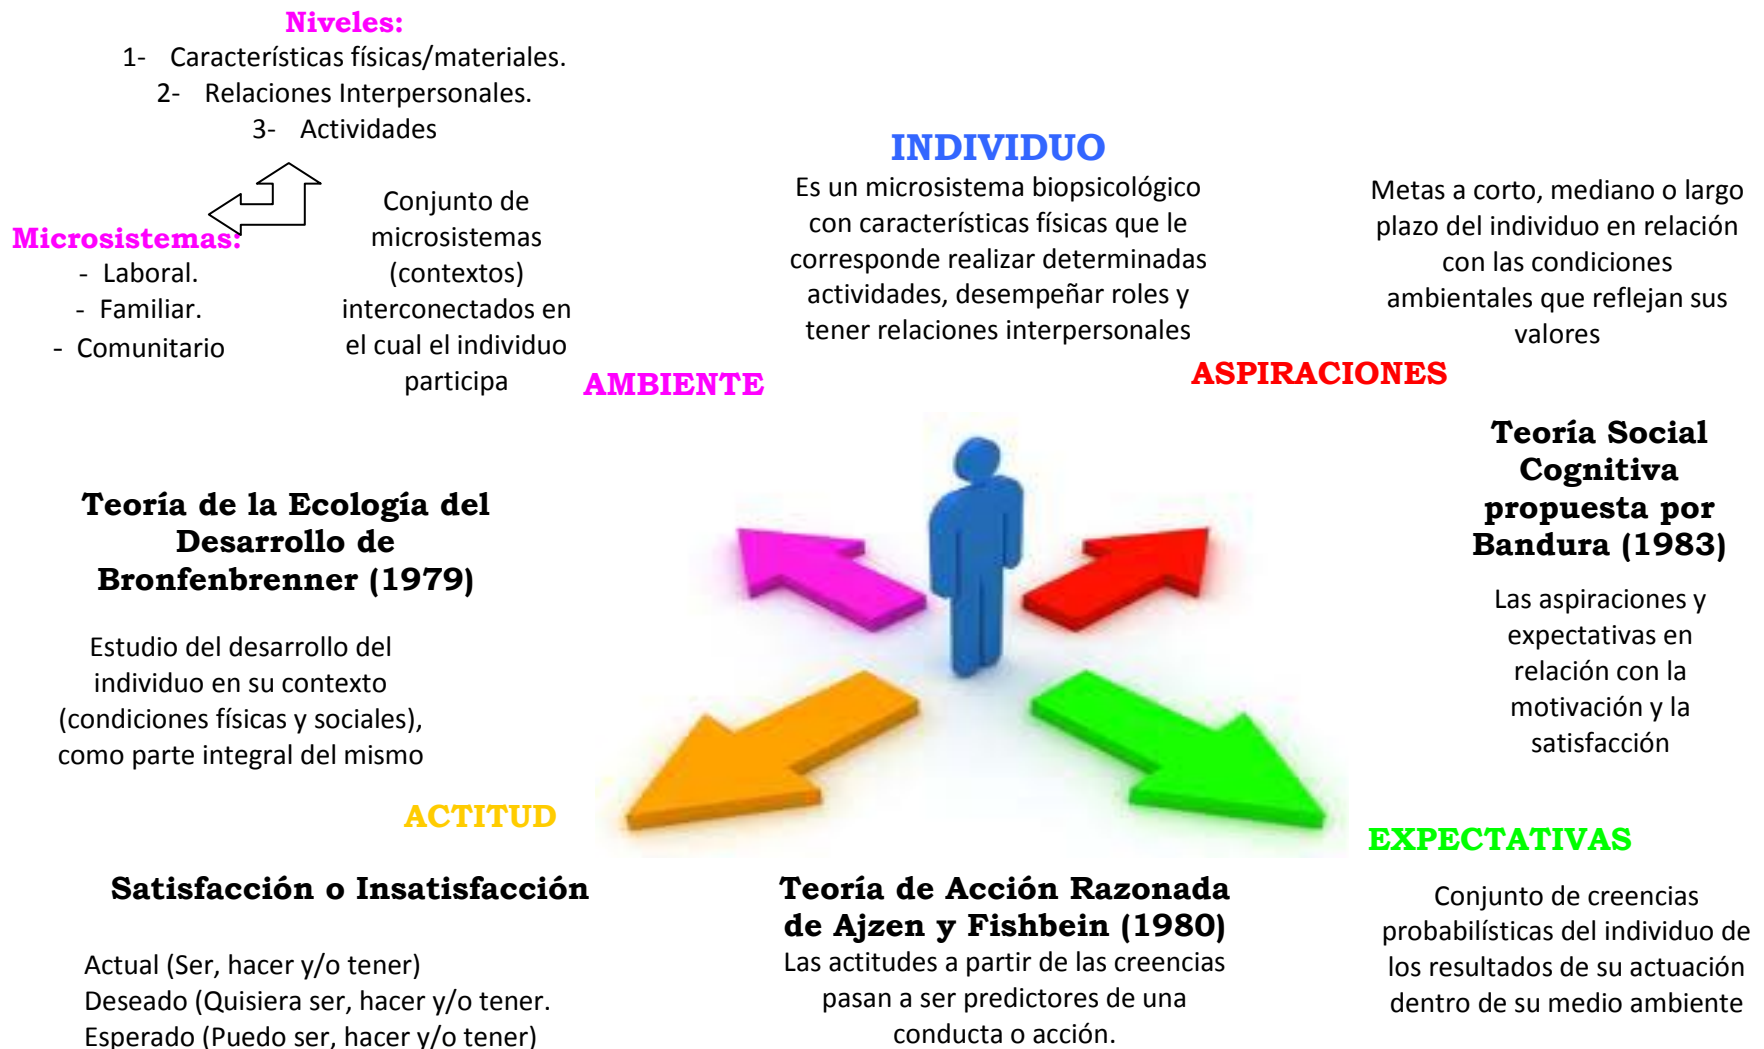 Niveles:
1- Características físicas/materiales.
2- Relaciones Interpersonales.
3- Actividades
Microsistemas:
- Laboral.
- Familiar.
- Comunitario
Conjunto de
microsistemas
(contextos)
interconectados en
el cual el individuo
participa
AMBIENTE
INDIVIDUO
Es un microsistema biopsicológico
con características físicas que le
corresponde realizar determinadas
actividades, desempeñar roles y
tener relaciones interpersonales
Metas a corto, mediano o largo
plazo del individuo en relación
con las condiciones
ambientales que reflejan sus
valores
ASPIRACIONES
Teoría de la Ecología del
Desarrollo de
Bronfenbrenner (1979)
Estudio del desarrollo del
individuo en su contexto
(condiciones físicas y sociales),
como parte integral del mismo
Teoría Social
Cognitiva
propuesta por
Bandura (1983)
Las aspiraciones y
expectativas en
relación con la
motivación y la
satisfacción
ACTITUD
Satisfacción o Insatisfacción
Actual (Ser, hacer y/o tener)
Deseado (Quisiera ser, hacer y/o tener.
Esperado (Puedo ser, hacer y/o tener)
Teoría de Acción Razonada
de Ajzen y Fishbein (1980)
Las actitudes a partir de las creencias
pasan a ser predictores de una
conducta o acción.
EXPECTATIVAS
Conjunto de creencias
probabilísticas del individuo de
los resultados de su actuación
dentro de su medio ambiente